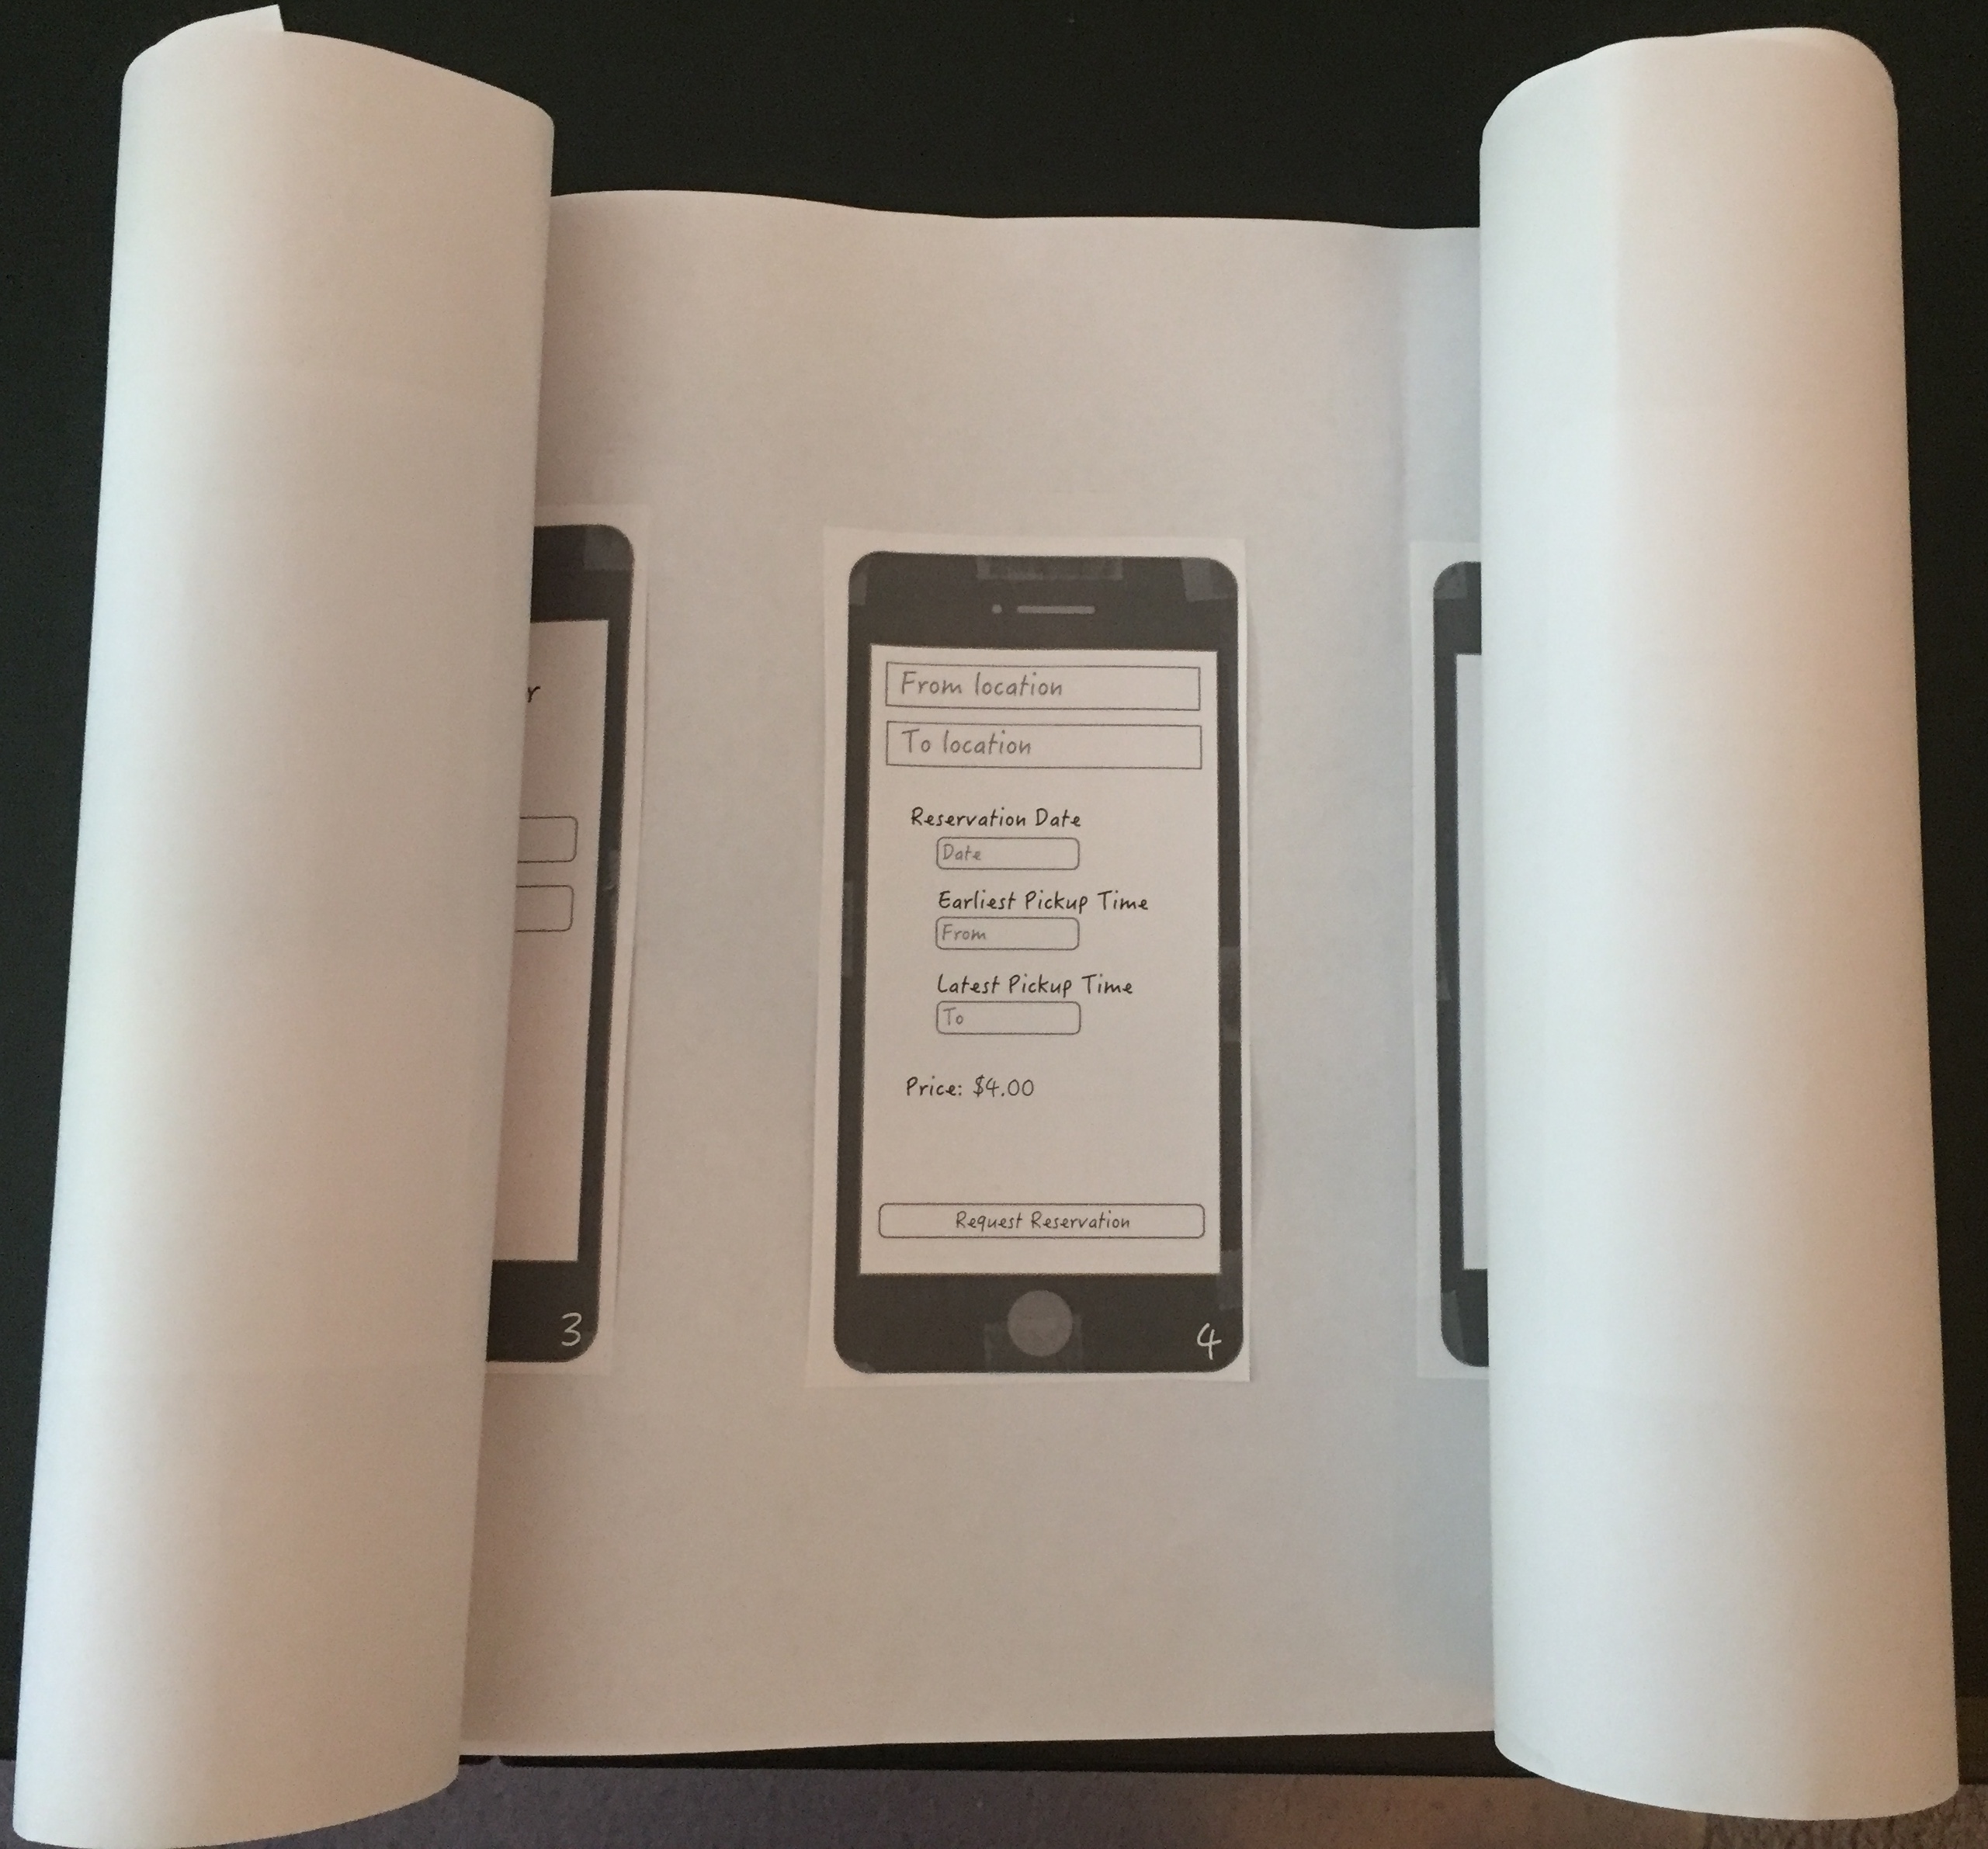 r
3
From location
To location
Reservation Date
Date
Earliest Pickup Time
From
Latest Pickup Time
To
Price: $4.00
Request Reservation
4